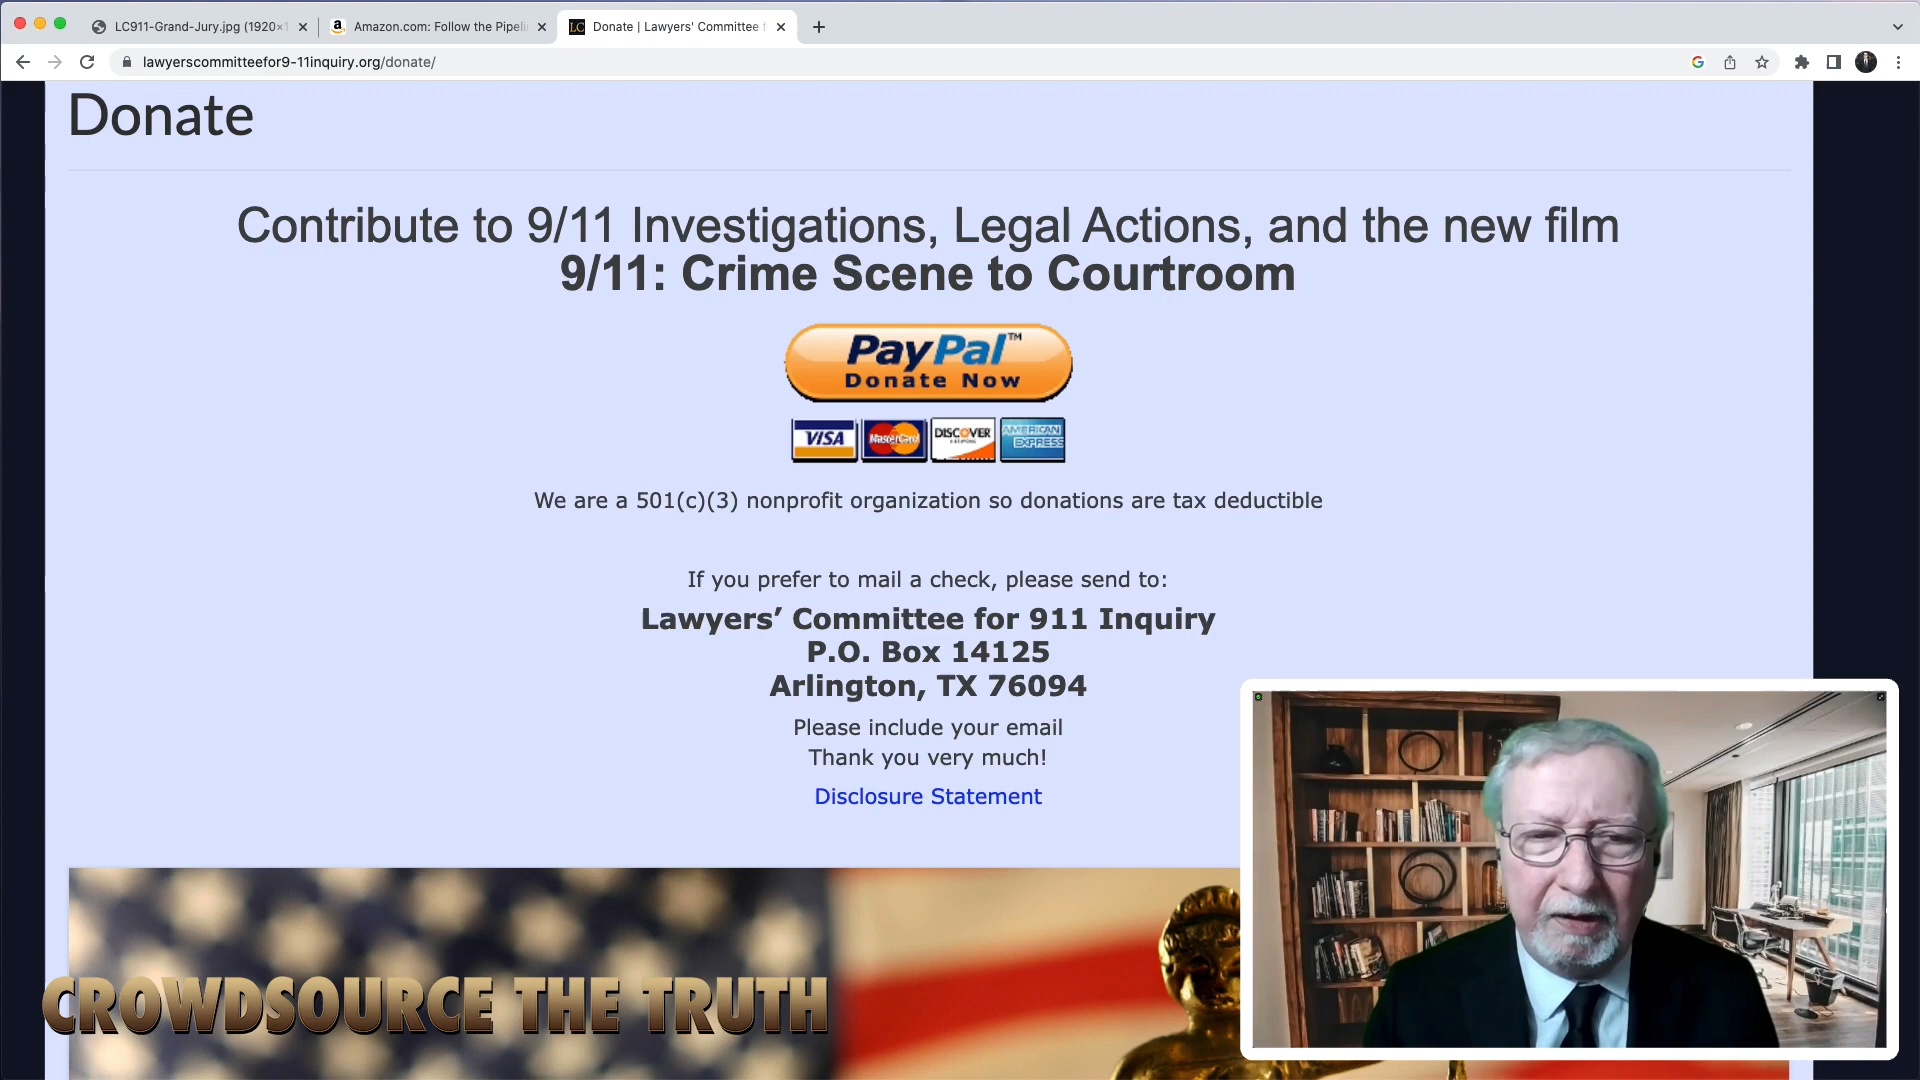 LC911-Grand-Jury.jpg (1920×1
Amazon.com: Follow the Pipeli
LC
Donate | Lawyers' Committee f
lawyerscommitteefor9-11inquiry.org/donate/
Donate
Contribute to 9/11 Investigations, Legal Actions, and the new film
9/11: Crime Scene to Courtroom
PayPal™
Donate Now
VISA MasterCard DISCOVER AMERICAN EXPRESS
We are a 501(c)(3) nonprofit organization so donations are tax deductible
If you prefer to mail a check, please send to:
Lawyers’ Committee for 911 Inquiry
P.O. Box 14125
Arlington, TX 76094
Please include your email
Thank you very much!
Disclosure Statement
CROWDSOURCE THE TRUTH